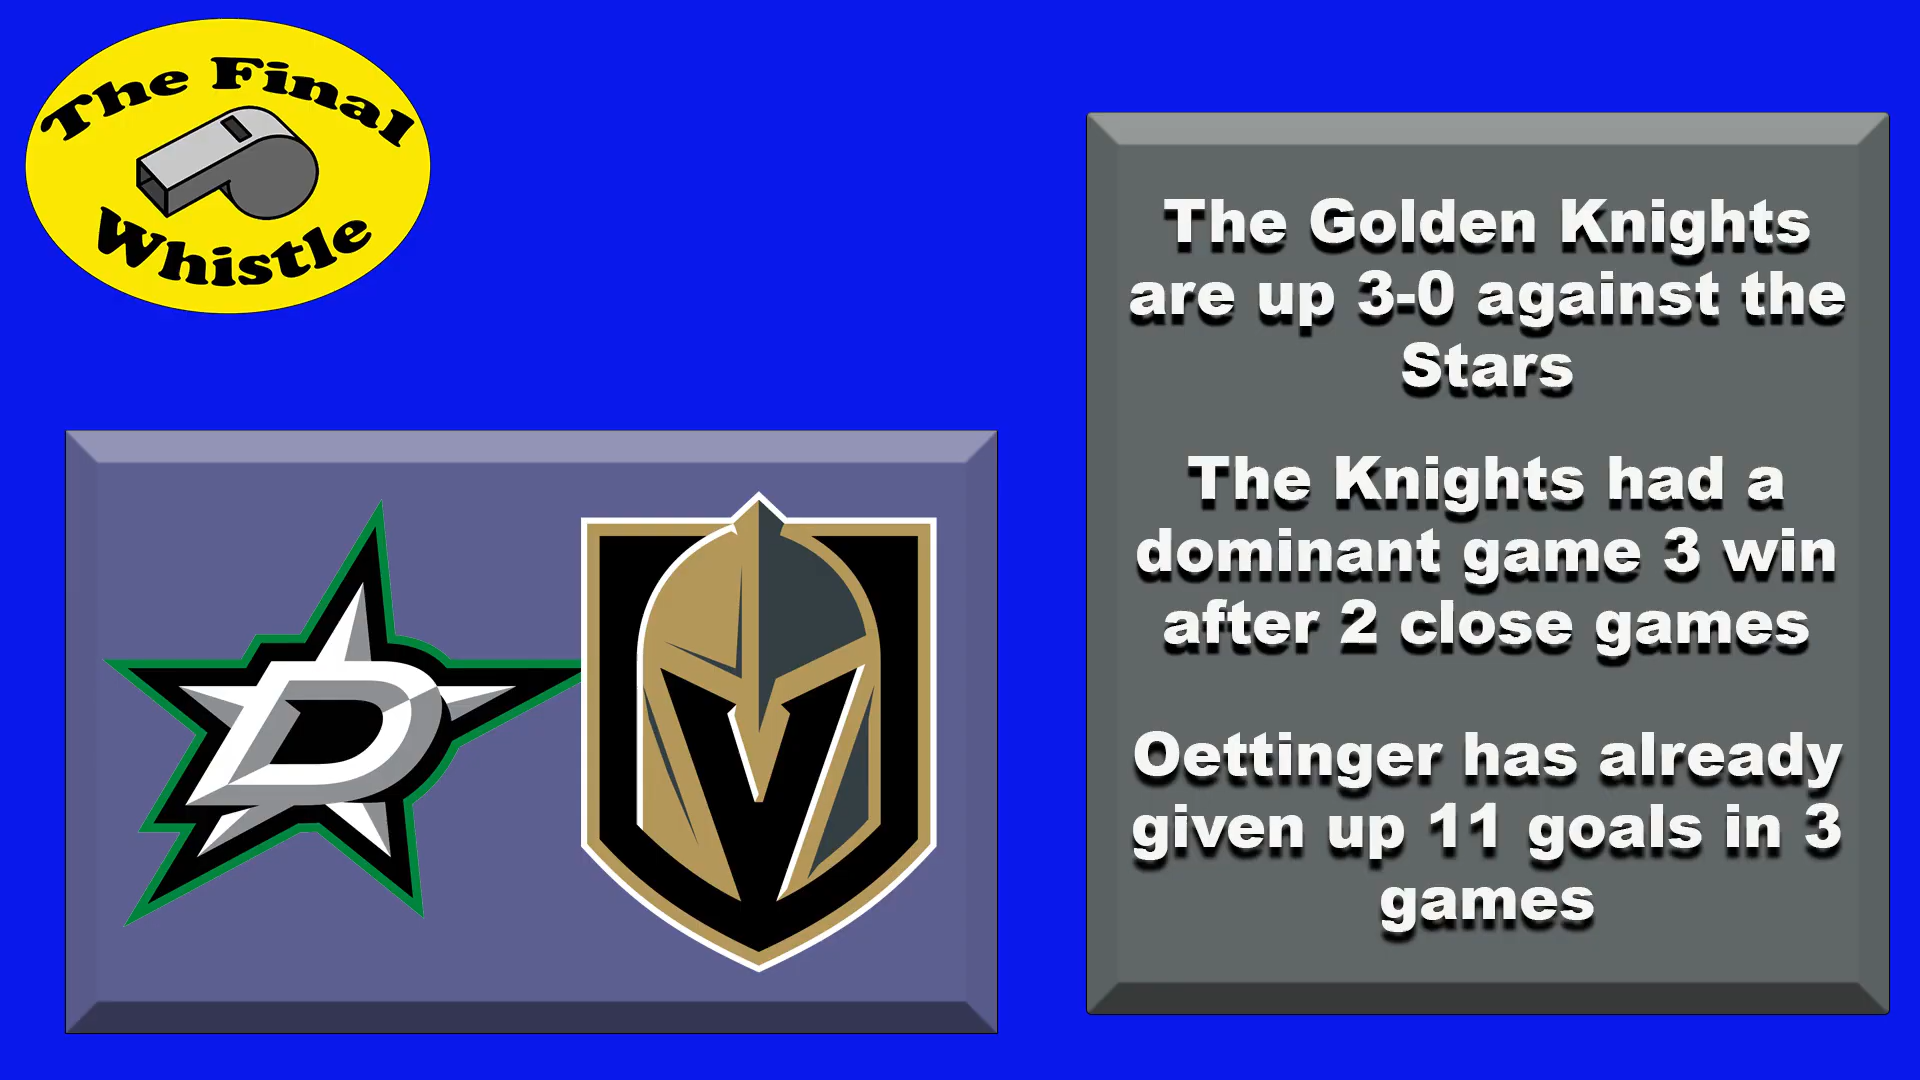 The Final
Whistle
The Golden Knights
are up 3-0 against the
Stars
The Knights had a
dominant game 3 win
after 2 close games
Oettinger has already
given up 11 goals in 3
games
D